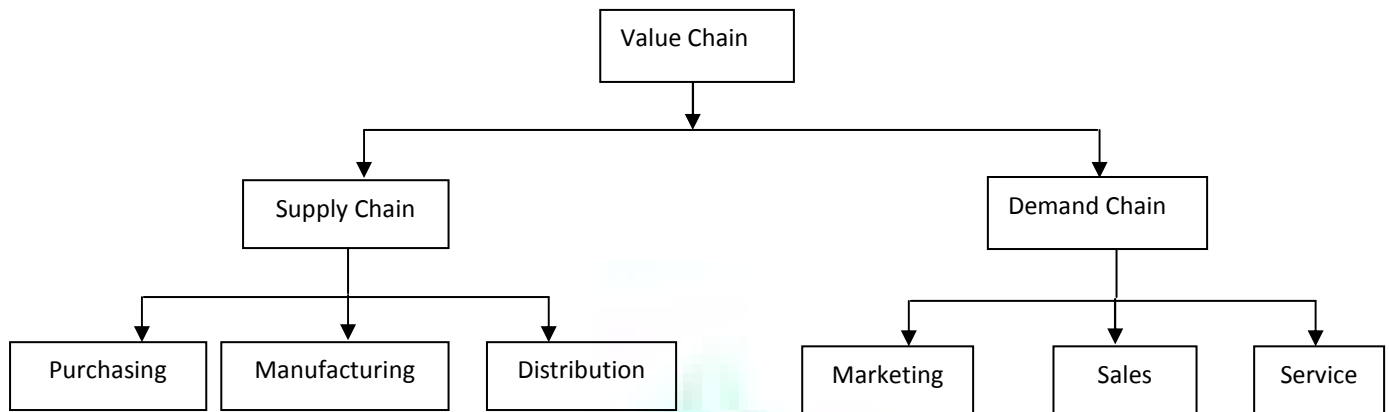 Value Chain
Supply Chain
Demand Chain
Purchasing
Manufacturing
Distribution
Marketing
Sales
Service